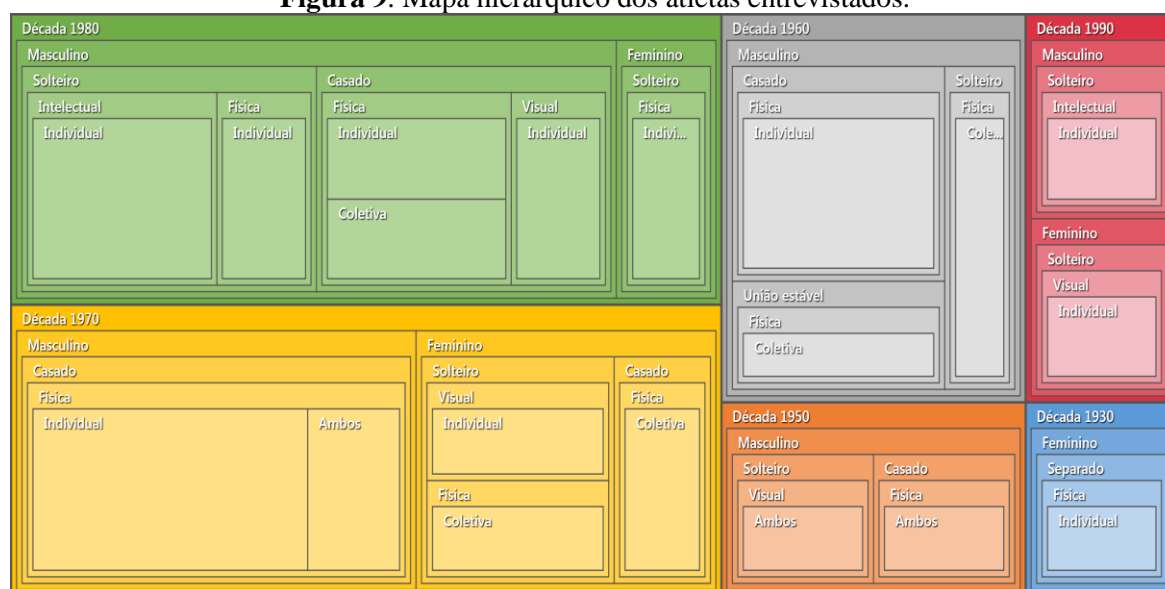 Figura 9: Mapa hierárquico dos atletas entrevistados.
Década 1980
Masculino
Solteiro
Intelectual
Individual
Física
Individual
Casado
Física
Individual
Coletiva
Visual
Individual
Feminino
Solteiro
Física
Indivi...
Década 1970
Masculino
Casado
Física
Individual
Ambos
Feminino
Solteiro
Visual
Individual
Física
Coletiva
Casado
Física
Coletiva
Década 1960
Masculino
Casado
Física
Individual
União estável
Física
Coletiva
Solteiro
Física
Cole...
Década 1950
Masculino
Solteiro
Visual
Ambos
Casado
Física
Ambos
Década 1990
Masculino
Solteiro
Intelectual
Individual
Feminino
Solteiro
Visual
Individual
Década 1930
Feminino
Separado
Física
Individual